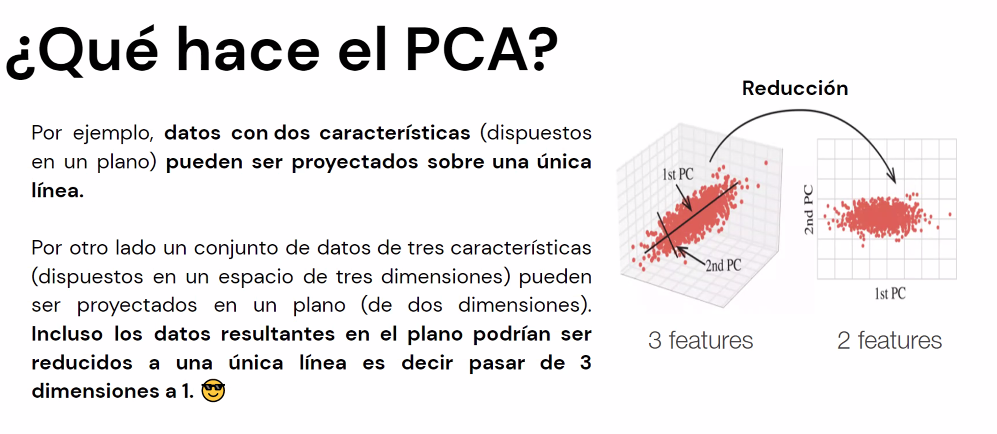 ¿Qué hace el PCA?
Por ejemplo, datos con dos características (dispuestos
en un plano) pueden ser proyectados sobre una única
línea.
Por otro lado un conjunto de datos de tres características
(dispuestos en un espacio de tres dimensiones) pueden
ser proyectados en un plano (de dos dimensiones).
Incluso los datos resultantes en el plano podrían ser
reducidos a una única línea es decir pasar de 3
dimensiones a 1. 😎
Reducción
1st PC
2nd PC
3 features
2nd PC
1st PC
2 features